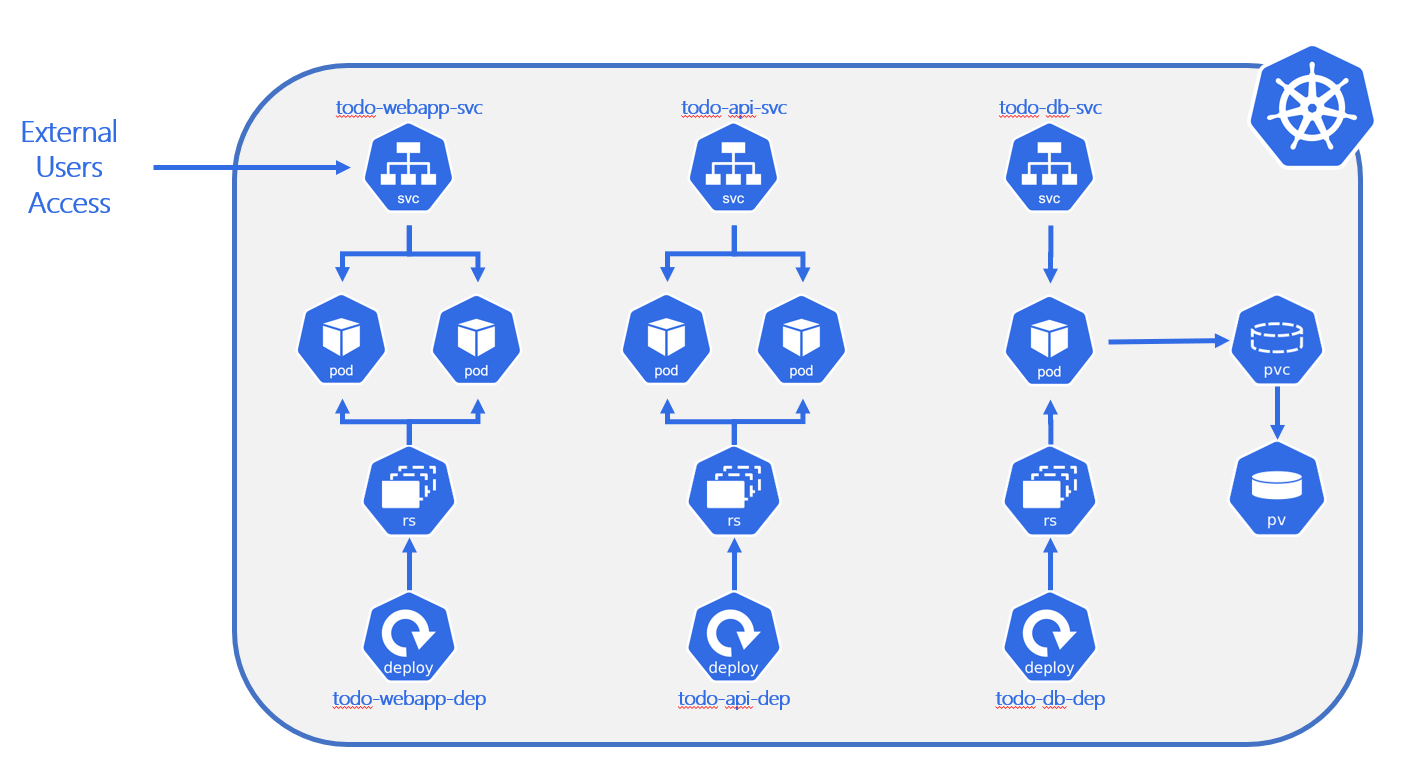 External
Users
Access
todo-webapp-svc
todo-api-svc
todo-db-svc
svc
svc
svc
pod
pod
pod
pod
pod
pvc
rs
rs
rs
pv
deploy
deploy
deploy
todo-webapp-dep
todo-api-dep
todo-db-dep